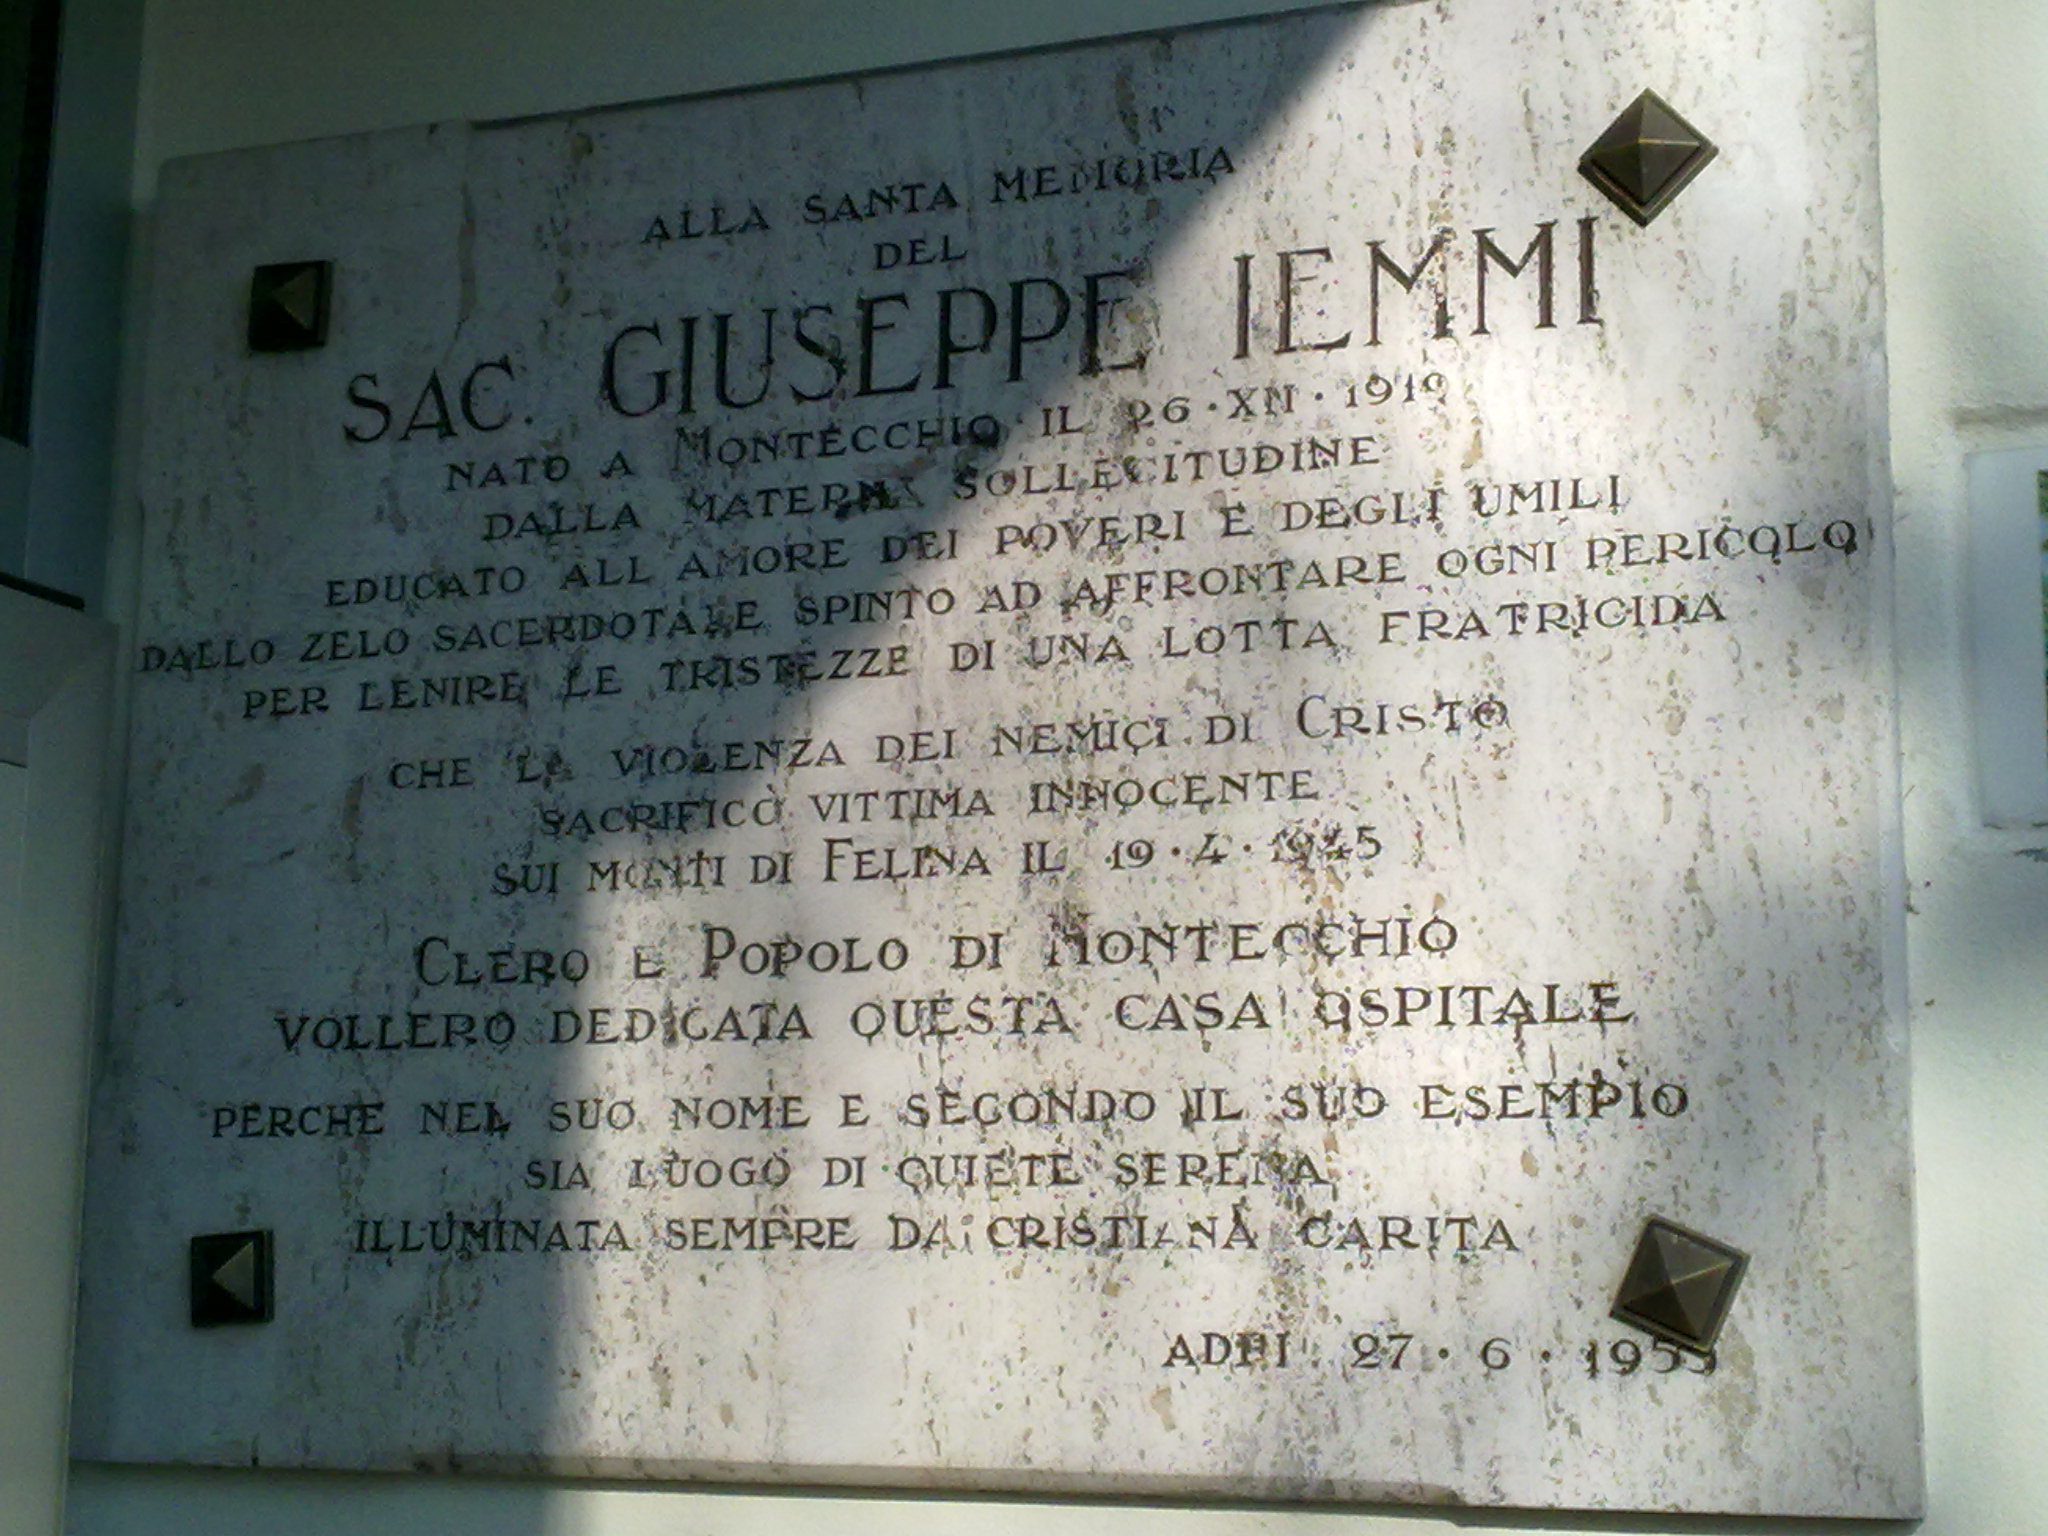 ALLA SANTA MEMORIA
DEL
SAC. GIUSEPPE IEMMI
NATO A MONTECCHIO IL 26·XII·1919
DALLA MATERNA SOLLECITUDINE
EDUCATO ALL AMORE DEI POVERI E DEGLI UMILI
DALLO ZELO SACERDOTALE SPINTO AD AFFRONTARE OGNI PERICOLO
PER LENIRE LE TRISTEZZE DI UNA LOTTA FRATRICIDA
CHE LA VIOLENZA DEI NEMICI DI CRISTO
SACRIFICÒ VITTIMA INNOCENTE
SUI MONTI DI FELINA IL 19·4·1945
CLERO E POPOLO DI MONTECCHIO
VOLLERO DEDICATA QUESTA CASA OSPITALE
PERCHE NEL SUO NOME E SECONDO IL SUO ESEMPIO
SIA LUOGO DI QUIETE SERENA
ILLUMINATA SEMPRE DA CRISTIANA CARITA
ADPI 27·6·1955